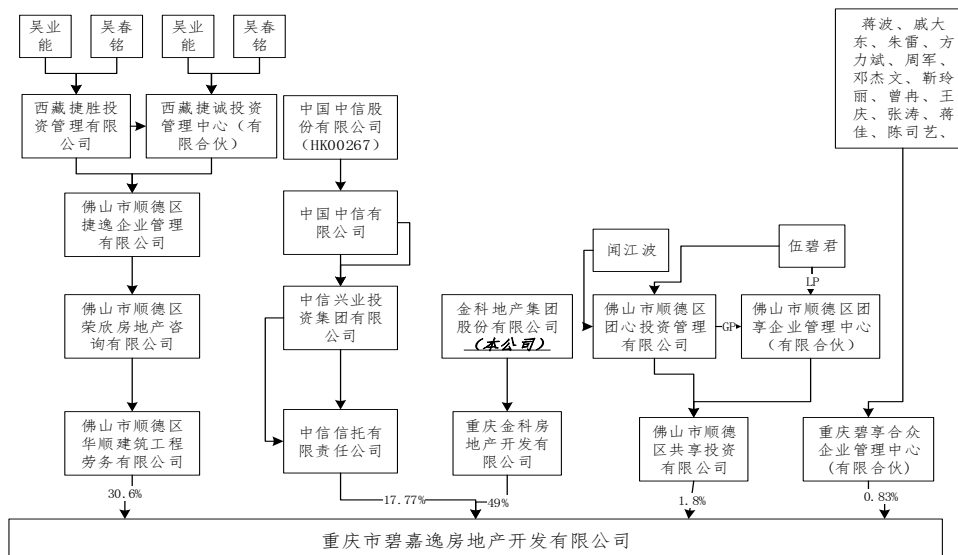 吴业
能
吴春
铭
吴业
能
吴春
铭
蒋波、戚大
东、朱雷、方
力斌、周军、
邓杰文、靳玲
丽、曾冉、王
庆、张涛、蒋
佳、陈司艺、
西藏捷胜投
资管理有限
公司
西藏捷诚投资
管理中心（有
限合伙）
中国中信股
份有限公司
（HK00267）
佛山市顺德区
捷逸企业管理
有限公司
中国中信有
限公司
闻江波
伍碧君
LP
佛山市顺德区
荣欣房地产咨
询有限公司
中信兴业投
资集团有限
公司
金科地产集团
股份有限公司
（本公司）
佛山市顺德区
团心投资管理
有限公司
GP
佛山市顺德区团
享企业管理中心
（有限合伙）
佛山市顺德区
华顺建筑工程
劳务有限公司
中信信托有
限责任公司
重庆金科房
地产开发有
限公司
佛山市顺德
区共享投资
有限公司
重庆碧享合众
企业管理中心
(有限合伙)
30.6%
17.77%
49%
1.8%
0.83%
重庆市碧嘉逸房地产开发有限公司